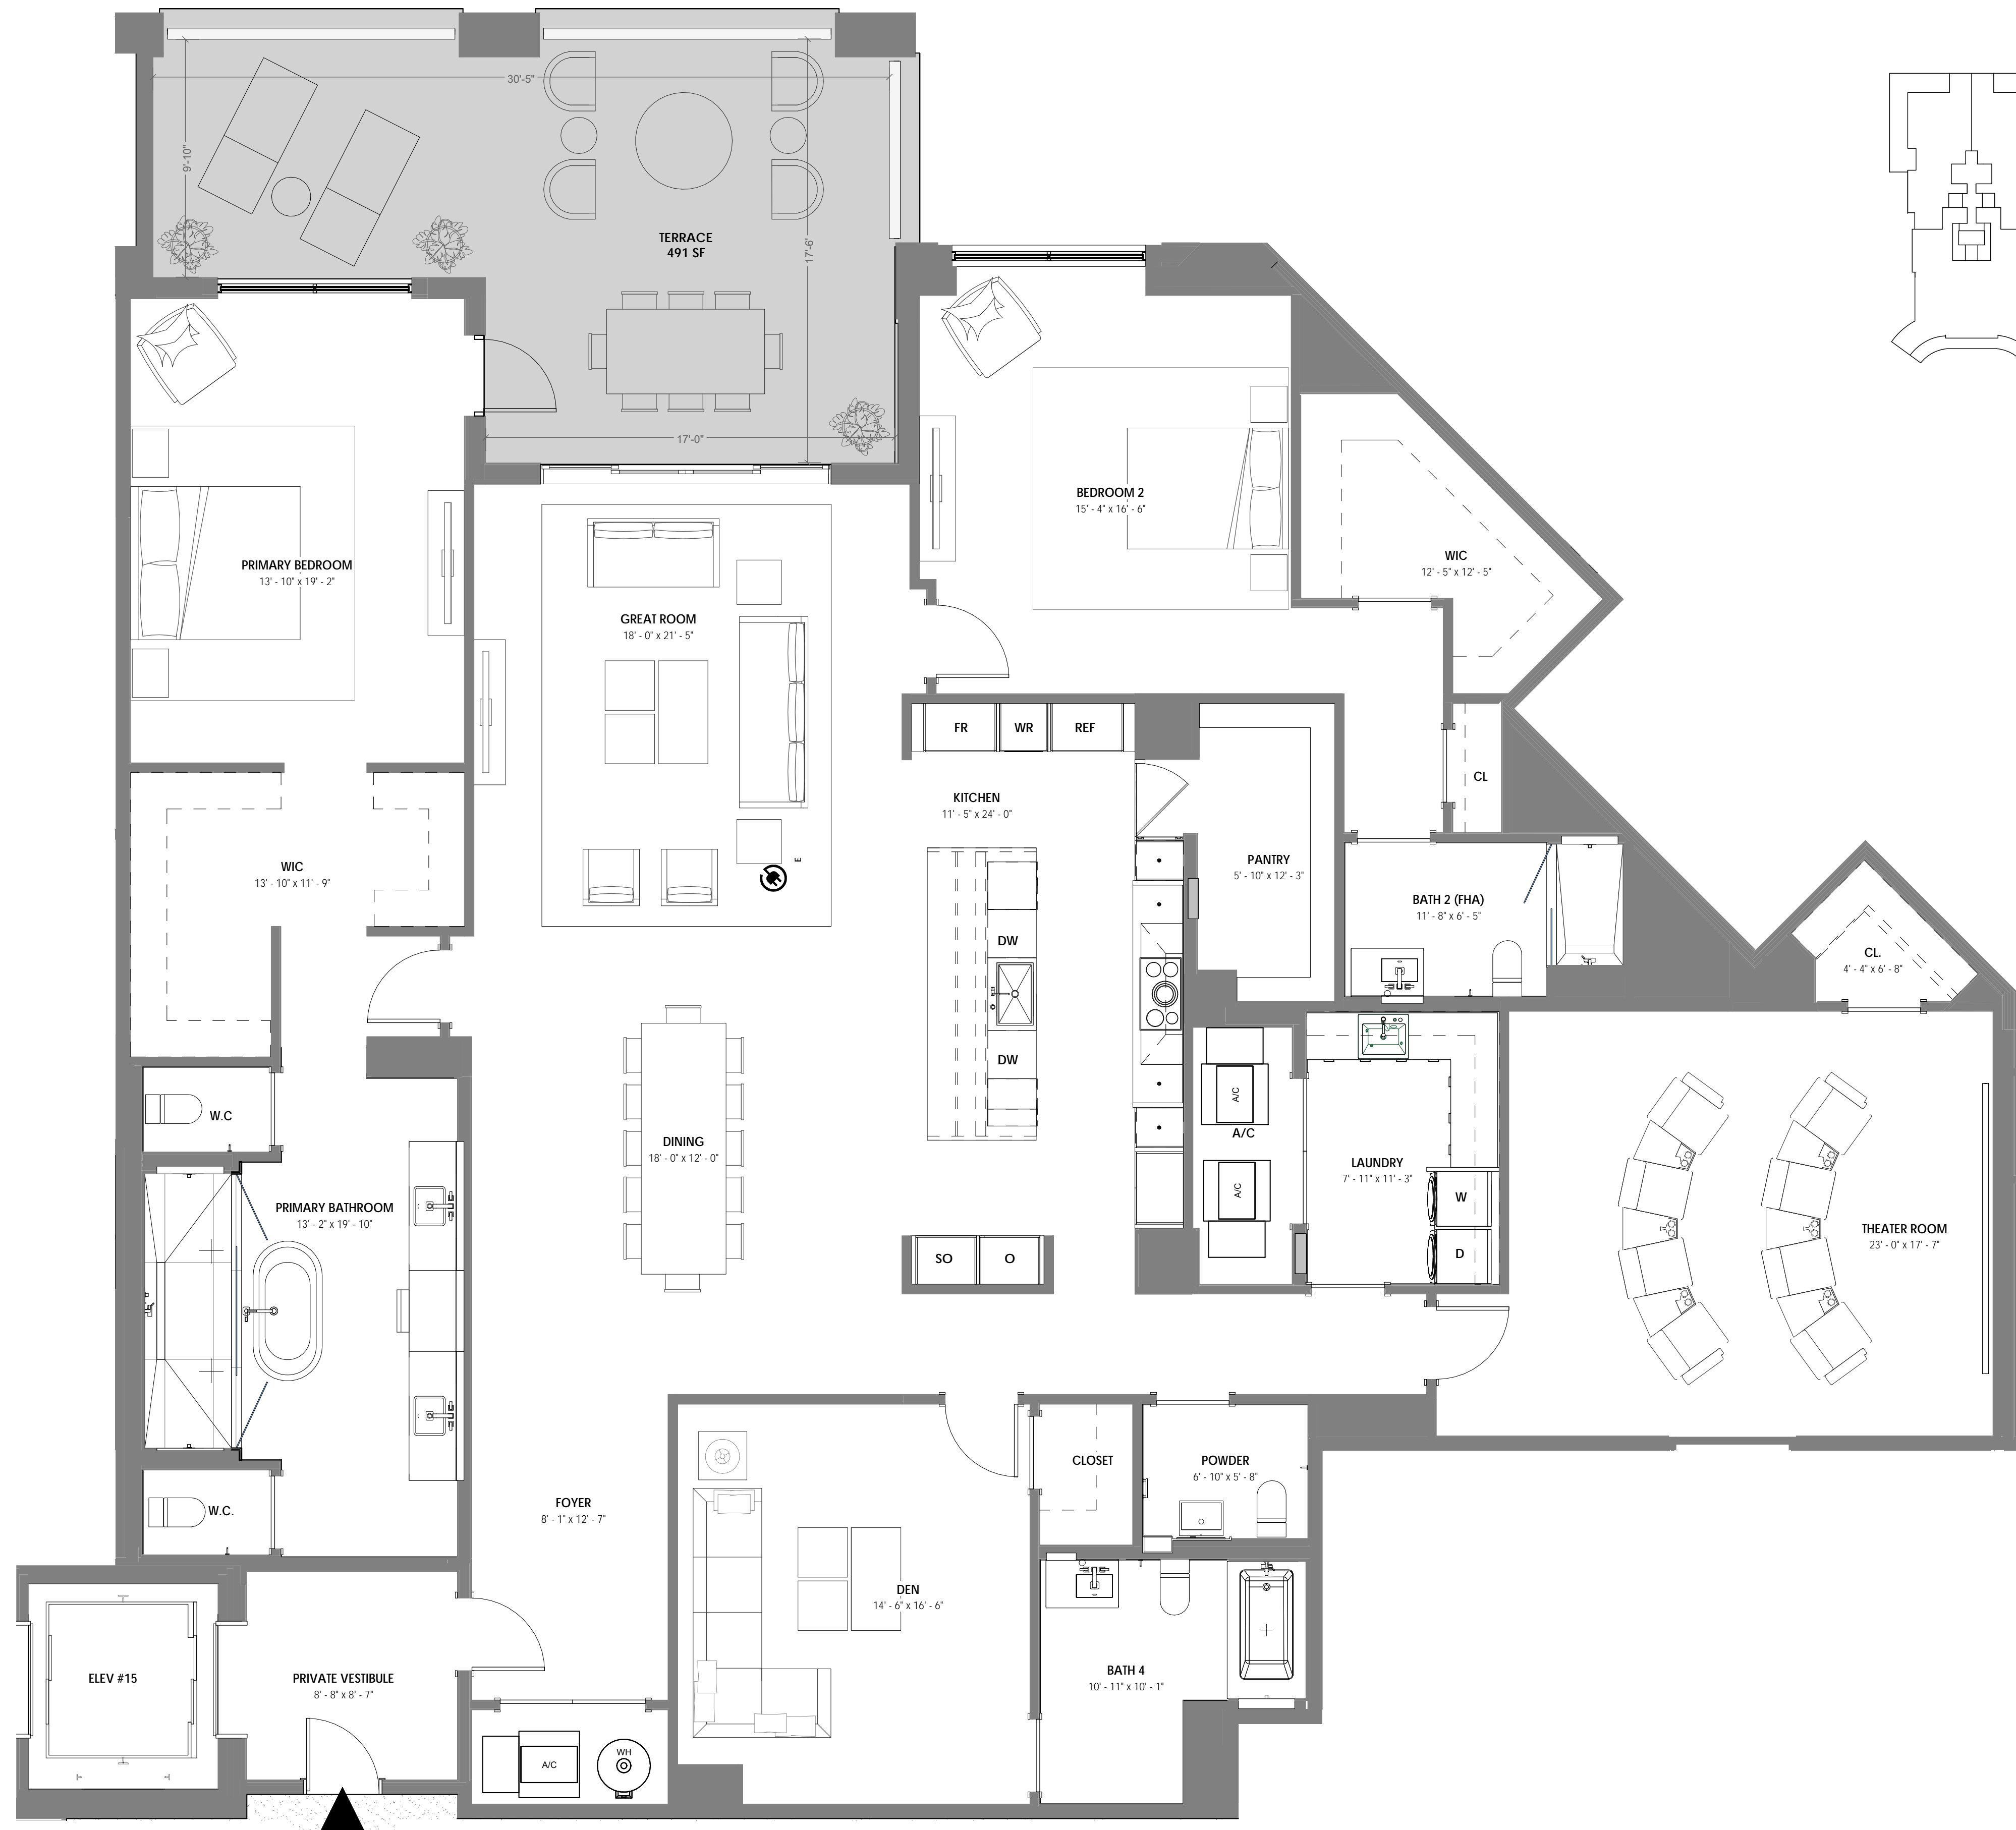 30'-5"
9'-10"
TERRACE
491 SF
17'-6'
17'-0"
BEDROOM 2
15' - 4" x 16' - 6"
WIC
12' - 5" x 12' - 5"
PRIMARY BEDROOM
13' - 10" x 19' - 2"
GREAT ROOM
18' - 0" x 21' - 5"
FR
WR
REF
CL
KITCHEN
11' - 5" x 24' - 0"
WIC
13' - 10" x 11' - 9"
E
PANTRY
5' - 10" x 12' - 3"
BATH 2 (FHA)
11' - 8" x 6' - 5"
DW
CL.
4' - 4" x 6' - 8"
DW
W.C
A/C
A/C
A/C
DINING
18' - 0" x 12' - 0"
LAUNDRY
7' - 11" x 11' - 3"
W
D
PRIMARY BATHROOM
13' - 2" x 19' - 10"
THEATER ROOM
23' - 0" x 17' - 7"
SO
O
CLOSET
POWDER
6' - 10" x 5' - 8"
W.C.
FOYER
8' - 1" x 12' - 7"
DEN
14' - 6" x 16' - 6"
ELEV #15
PRIVATE VESTIBULE
8' - 8" x 8' - 7"
BATH 4
10' - 11" x 10' - 1"
A/C
WH